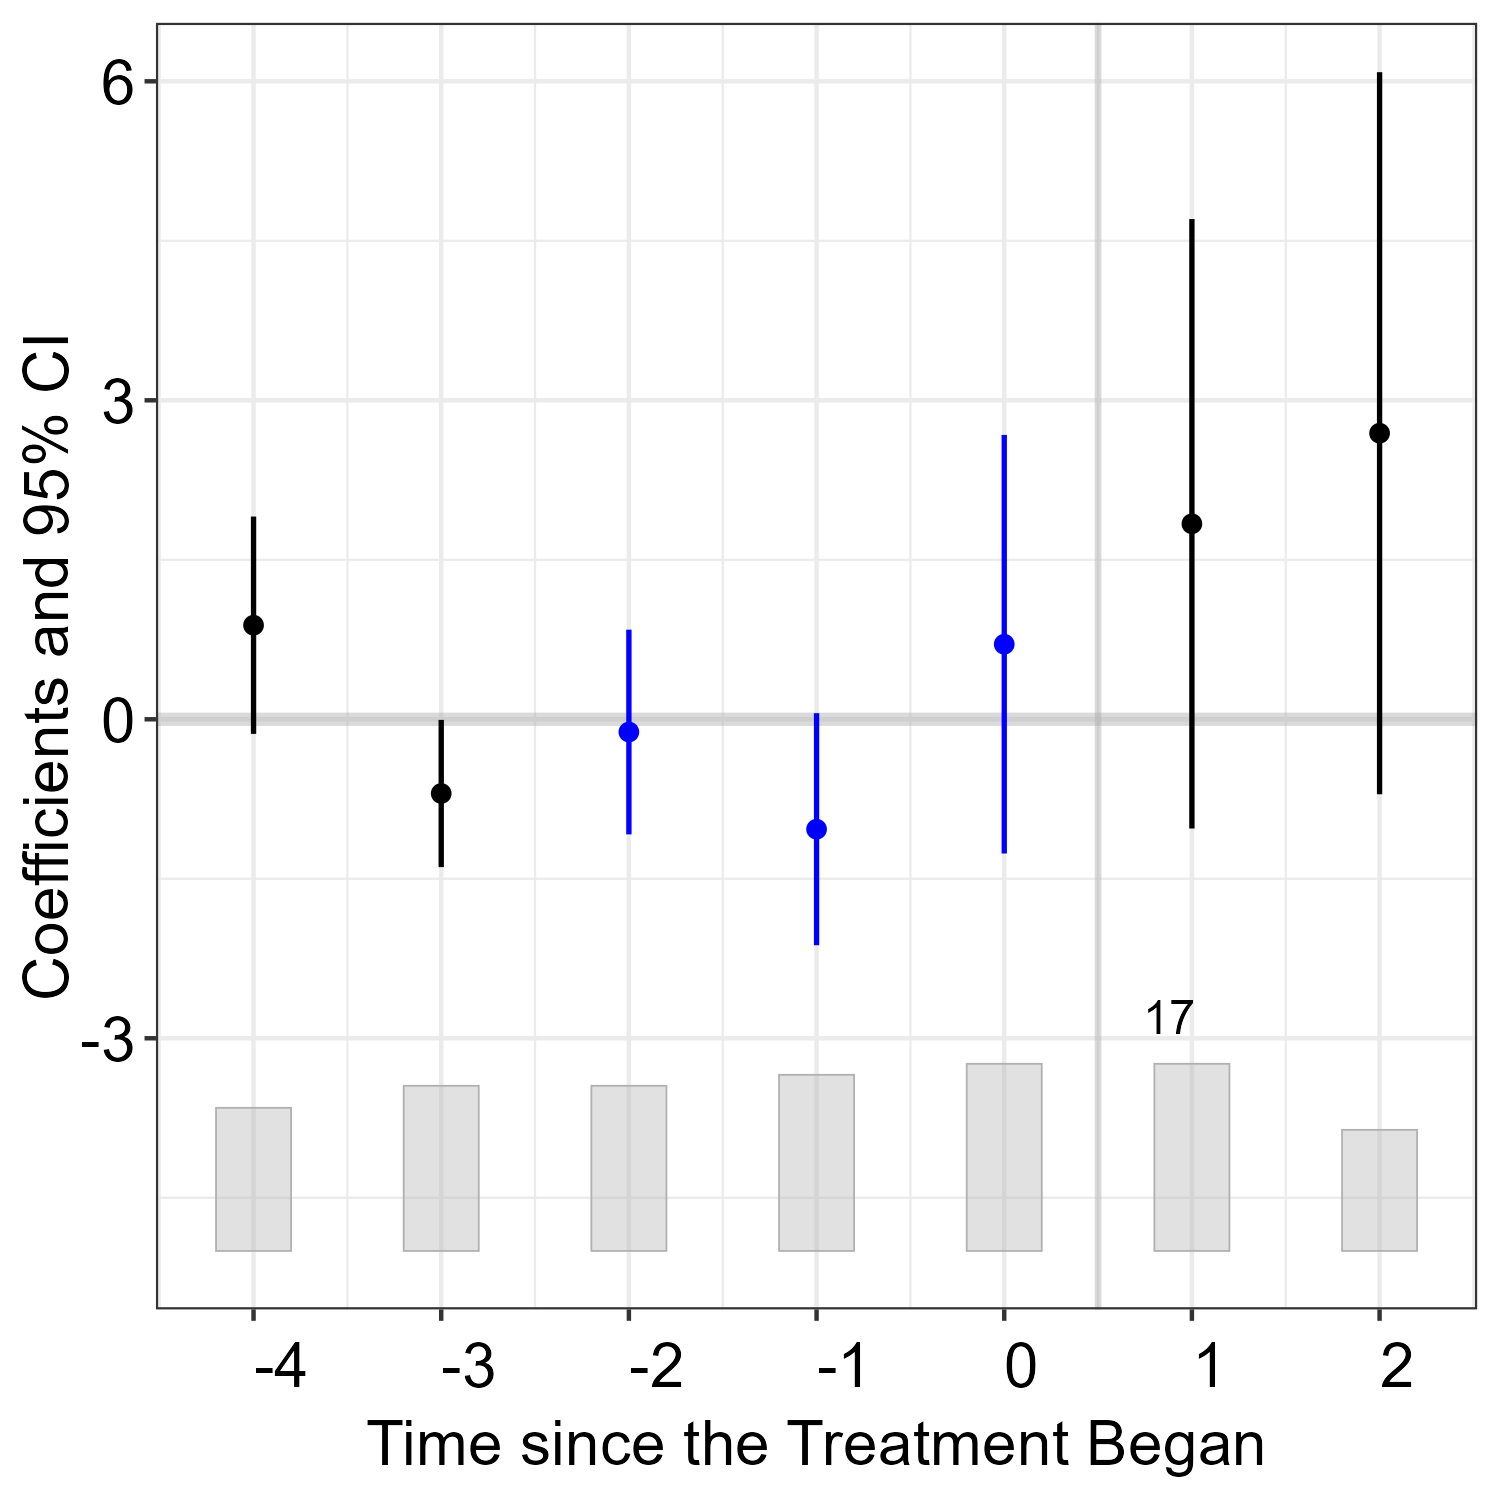 Coefficients and 95% CI
6
3
0
-3
17
-4 -3 -2 -1 0 1 2
Time since the Treatment Began